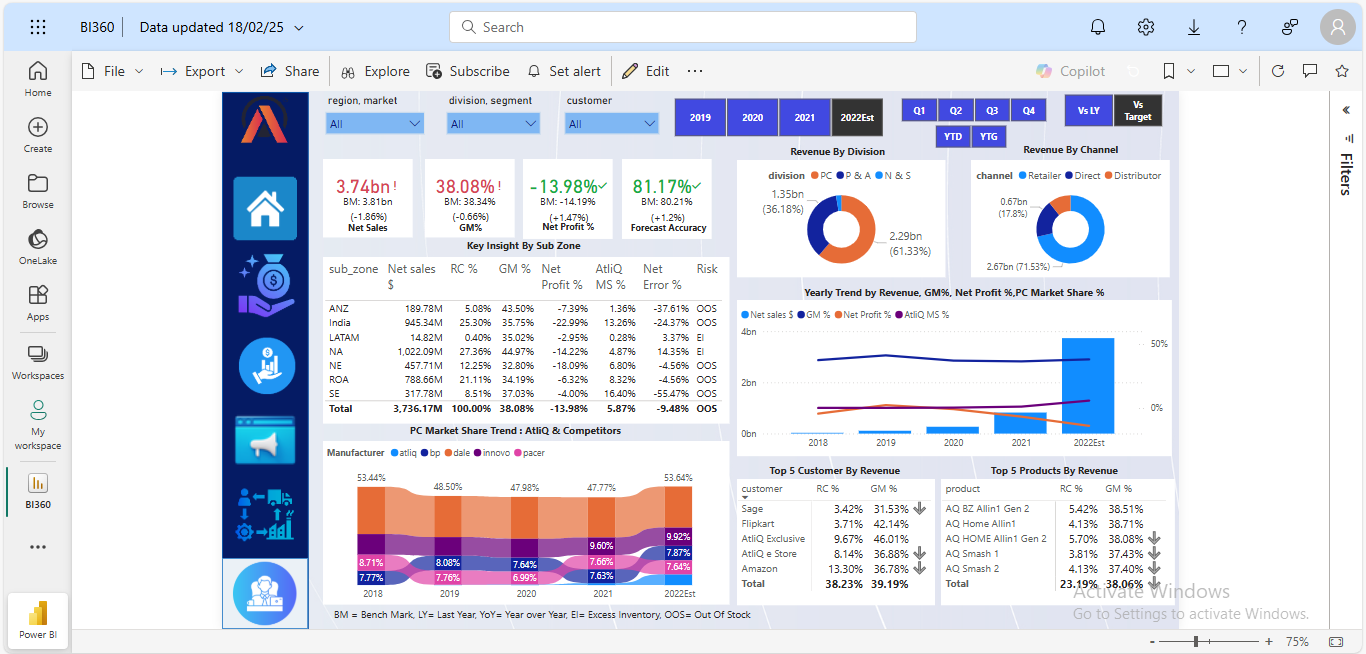 BI360 Data updated 18/02/25
Search
File Export Share Explore Subscribe Set alert Edit ··· Copilot
Home
Create
Browse
OneLake
Apps
Workspaces
My workspace
BI360
Power BI
Filters
region, market division, segment customer
All All All
2019 2020 2021 2022Est
Q1 Q2 Q3 Q4
YTD YTG
Vs LY Vs Target
3.74bn!
BM: 3.81bn
(-1.86%)
Net Sales
38.08%!
BM: 38.34%
(-0.66%)
GM%
-13.98%✓
BM: -14.19%
(+1.47%)
Net Profit %
81.17%✓
BM: 80.21%
(+1.2%)
Forecast Accuracy
Revenue By Division
division PC P & A N & S
1.35bn
(36.18%)
2.29bn
(61.33%)
Revenue By Channel
channel Retailer Direct Distributor
0.67bn
(17.8%)
2.67bn (71.53%)
Key Insight By Sub Zone
sub_zone Net sales $ RC % GM % Net Profit % AtliQ MS % Net Error % Risk
ANZ 189.78M 5.08% 43.50% -7.39% 1.36% -37.61% OOS
India 945.34M 25.30% 35.75% -22.99% 13.26% -24.37% OOS
LATAM 14.82M 0.40% 35.02% -2.95% 0.28% 3.37% EI
NA 1,022.09M 27.36% 44.97% -14.22% 4.87% 14.35% EI
NE 457.71M 12.25% 32.80% -18.09% 6.80% -4.56% OOS
ROA 788.66M 21.11% 34.19% -6.32% 8.32% -4.56% OOS
SE 317.78M 8.51% 37.03% -4.00% 16.40% -55.47% OOS
Total 3,736.17M 100.00% 38.08% -13.98% 5.87% -9.48% OOS
Yearly Trend by Revenue, GM%, Net Profit %,PC Market Share %
Net sales $ GM % Net Profit % AtliQ MS %
4bn
2bn
0bn
50%
0%
2018 2019 2020 2021 2022Est
PC Market Share Trend : AtliQ & Competitors
Manufacturer atliq bp dale innovo pacer
53.44% 48.50% 47.98% 47.77% 53.64%
8.71%
7.77%
8.08%
7.76%
7.64%
6.99%
9.60%
7.66%
7.63%
9.92%
7.87%
7.64%
2018 2019 2020 2021 2022Est
BM = Bench Mark, LY= Last Year, YoY= Year over Year, EI= Excess Inventory, OOS= Out Of Stock
Top 5 Customer By Revenue
customer RC % GM %
Sage 3.42% 31.53%
Flipkart 3.71% 42.14%
AtliQ Exclusive 9.67% 46.01%
AtliQ e Store 8.14% 36.88%
Amazon 13.30% 36.78%
Total 38.23% 39.19%
Top 5 Products By Revenue
product RC % GM %
AQ BZ Allin1 Gen 2 5.42% 38.51%
AQ Home Allin1 4.13% 38.71%
AQ HOME Allin1 Gen 2 5.70% 38.08%
AQ Smash 1 3.81% 37.43%
AQ Smash 2 4.13% 37.40%
Total 23.19% 38.06%
Activate Windows
Go to Settings to activate Windows.
- + 75%